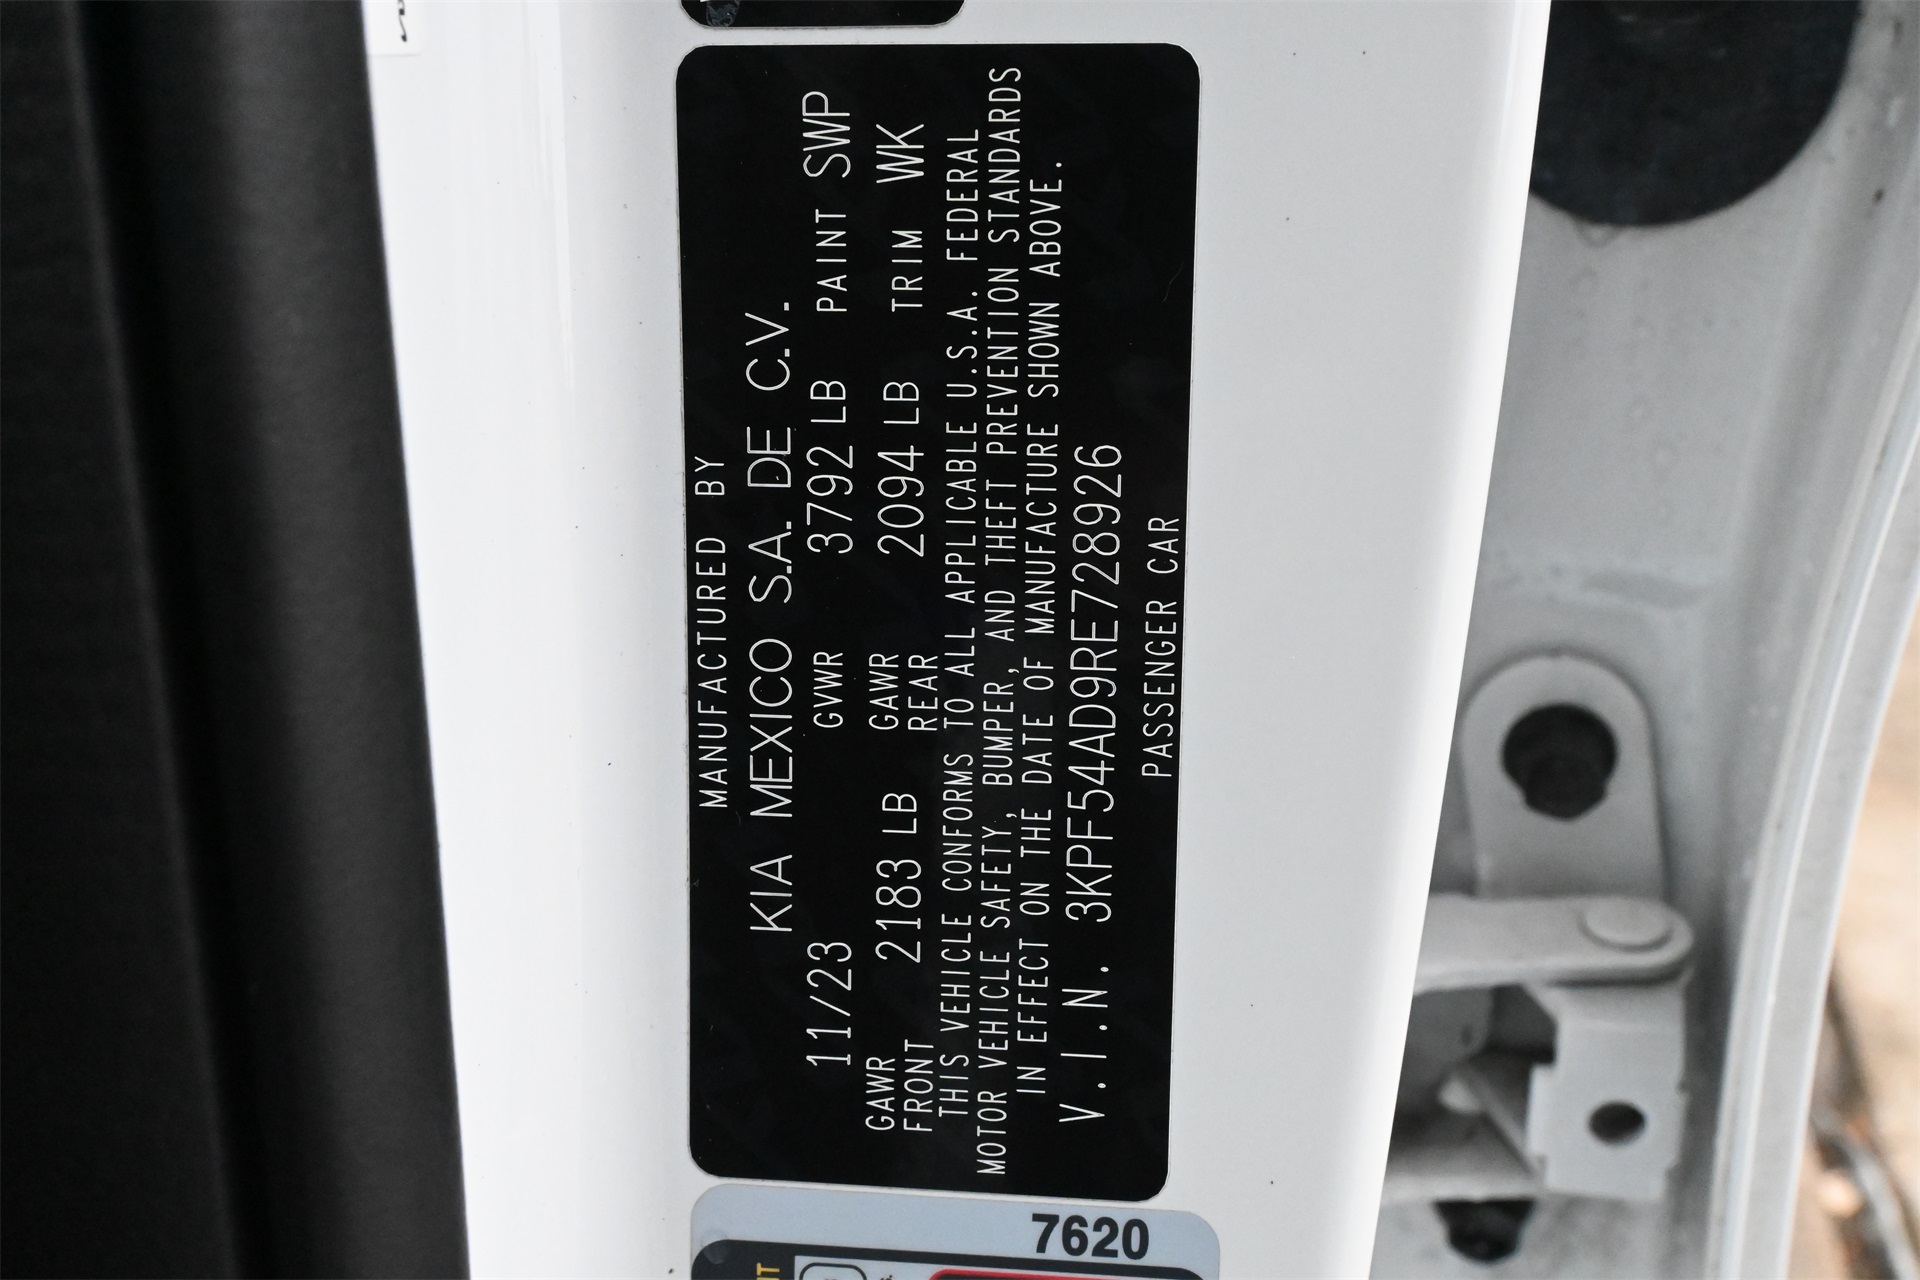 MANUFACTURED BY
KIA MEXICO S.A. DE C.V.
11/23 GVWR 3792 LB PAINT SWP
GAWR FRONT 2183 LB GAWR REAR 2094 LB TRIM WK
THIS VEHICLE CONFORMS TO ALL APPLICABLE U.S.A. FEDERAL
MOTOR VEHICLE SAFETY, BUMPER, AND THEFT PREVENTION STANDARDS
IN EFFECT ON THE DATE OF MANUFACTURE SHOWN ABOVE.
V.I.N. 3KPF54AD9RE728926
PASSENGER CAR
7620